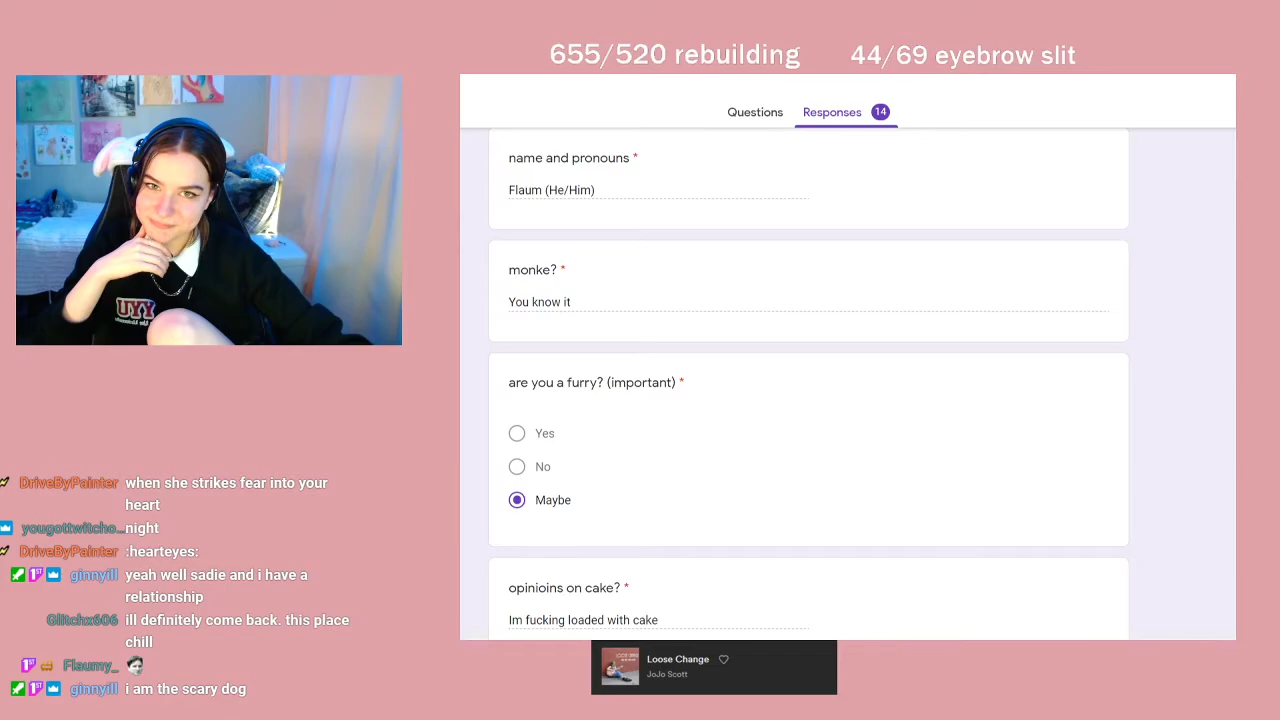 655/520 rebuilding
44/69 eyebrow slit
Questions
Responses 14
name and pronouns *
Flaum (He/Him)
monke? *
You know it
are you a furry? (important) *
Yes
No
Maybe
opinioins on cake? *
Im fucking loaded with cake
UYU
DriveByPainter when she strikes fear into your
heart
yougottwitcho... night
DriveByPainter :hearteyes:
ginnyill yeah well sadie and i have a
relationship
Glitchx606 ill definitely come back. this place
chill
Flaumy_
ginnyill i am the scary dog
Loose Change
JoJo Scott